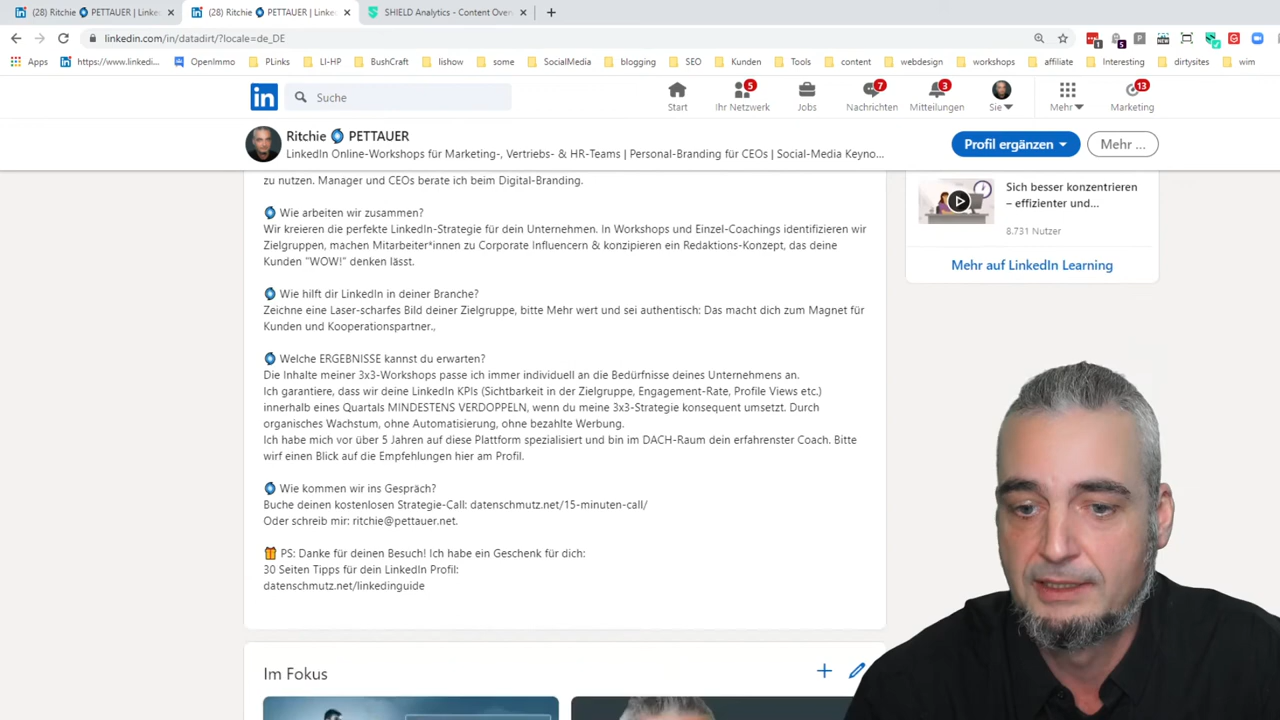 (28) Ritchie PETTAUER | Linke
(28) Ritchie PETTAUER | Linke
SHIELD Analytics - Content Over
linkedin.com/in/datadirt/?locale=de_DE
Apps
https://www.linkedi...
OpenImmo
PLinks
LI-HP
BushCraft
lishow
some
SocialMedia
blogging
SEO
Kunden
Tools
content
webdesign
workshops
affiliate
Interesting
dirtysites
wim
in
Suche
Start
5
Ihr Netzwerk
Jobs
7
Nachrichten
3
Mitteilungen
Sie
Mehr
13
Marketing
Ritchie PETTAUER
LinkedIn Online-Workshops für Marketing-, Vertriebs- & HR-Teams | Personal-Branding für CEOs | Social-Media Keyno...
Profil ergänzen
Mehr ...
zu nutzen. Manager und CEOs berate ich beim Digital-Branding.
Wie arbeiten wir zusammen?
Wir kreieren die perfekte LinkedIn-Strategie für dein Unternehmen. In Workshops und Einzel-Coachings identifizieren wir
Zielgruppen, machen Mitarbeiter*innen zu Corporate Influencern & konzipieren ein Redaktions-Konzept, das deine
Kunden "WOW!" denken lässt.
Wie hilft dir LinkedIn in deiner Branche?
Zeichne eine Laser-scharfes Bild deiner Zielgruppe, bitte Mehr wert und sei authentisch: Das macht dich zum Magnet für
Kunden und Kooperationspartner.,
Welche ERGEBNISSE kannst du erwarten?
Die Inhalte meiner 3x3-Workshops passe ich immer individuell an die Bedürfnisse deines Unternehmens an.
Ich garantiere, dass wir deine LinkedIn KPIs (Sichtbarkeit in der Zielgruppe, Engagement-Rate, Profile Views etc.)
innerhalb eines Quartals MINDESTENS VERDOPPELN, wenn du meine 3x3-Strategie konsequent umsetzt. Durch
organisches Wachstum, ohne Automatisierung, ohne bezahlte Werbung.
Ich habe mich vor über 5 Jahren auf diese Plattform spezialisiert und bin im DACH-Raum dein erfahrenster Coach. Bitte
wirf einen Blick auf die Empfehlungen hier am Profil.
Wie kommen wir ins Gespräch?
Buche deinen kostenlosen Strategie-Call: datenschmutz.net/15-minuten-call/
Oder schreib mir: ritchie@pettauer.net.
PS: Danke für deinen Besuch! Ich habe ein Geschenk für dich:
30 Seiten Tipps für dein LinkedIn Profil:
datenschmutz.net/linkedinguide
Im Fokus
Sich besser konzentrieren
– effizienter und...
8.731 Nutzer
Mehr auf LinkedIn Learning